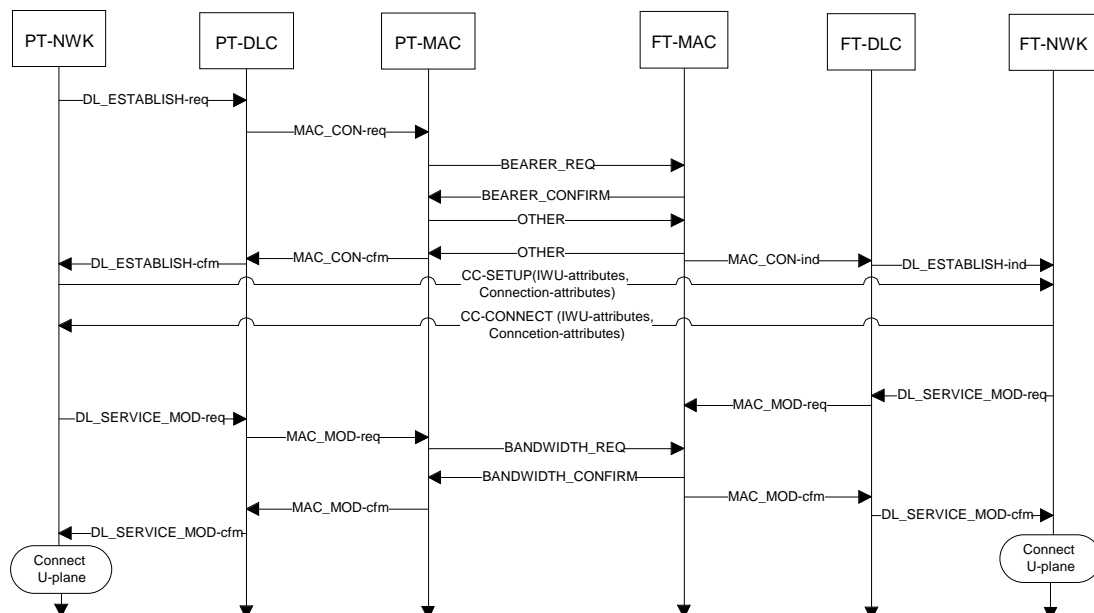 PT-NWK
PT-DLC
PT-MAC
FT-MAC
FT-DLC
FT-NWK
DL_ESTABLISH-req
MAC_CON-req
BEARER_REQ
BEARER_CONFIRM
OTHER
OTHER
MAC_CON-cfm
DL_ESTABLISH-cfm
MAC_CON-ind
DL_ESTABLISH-ind
CC-SETUP(IWU-attributes,
Connection-attributes)
CC-CONNECT (IWU-attributes,
Conncetion-attributes)
DL_SERVICE_MOD-req
MAC_MOD-req
DL_SERVICE_MOD-req
MAC_MOD-req
BANDWIDTH_REQ
BANDWIDTH_CONFIRM
MAC_MOD-cfm
MAC_MOD-cfm
DL_SERVICE_MOD-cfm
DL_SERVICE_MOD-cfm
Connect
U-plane
Connect
U-plane